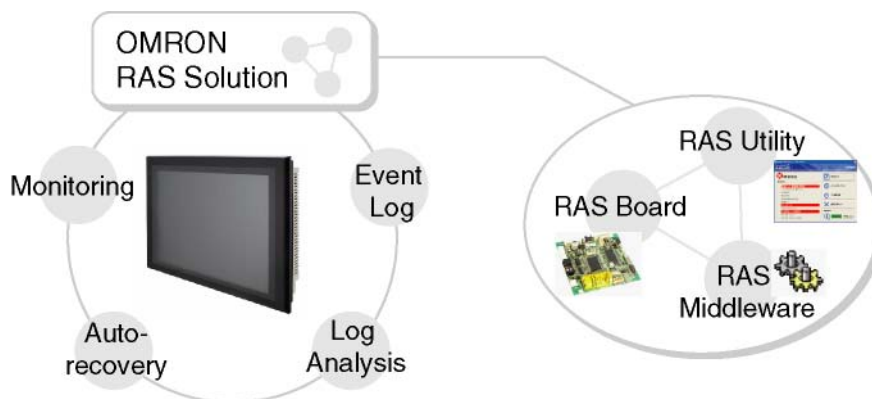 OMRON
RAS Solution
Monitoring
Event
Log
Auto-
recovery
Log
Analysis
RAS Utility
RAS Board
RAS
Middleware